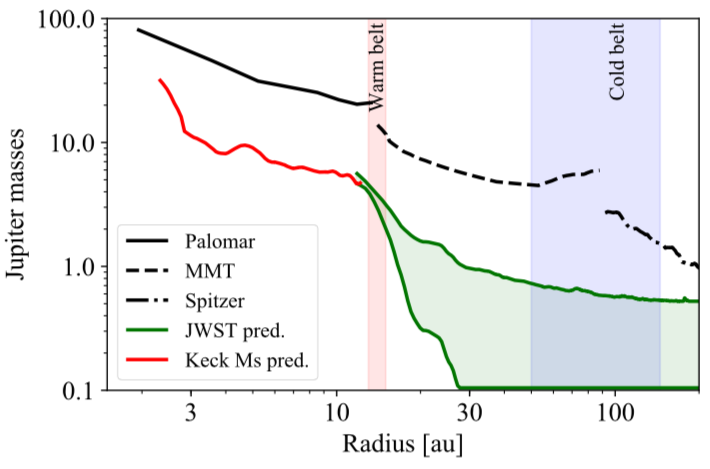 100.0
10.0
1.0
0.1
Jupiter masses
Warm belt
Cold belt
Palomar
MMT
Spitzer
JWST pred.
Keck Ms pred.
3 10 30 100
Radius [au]